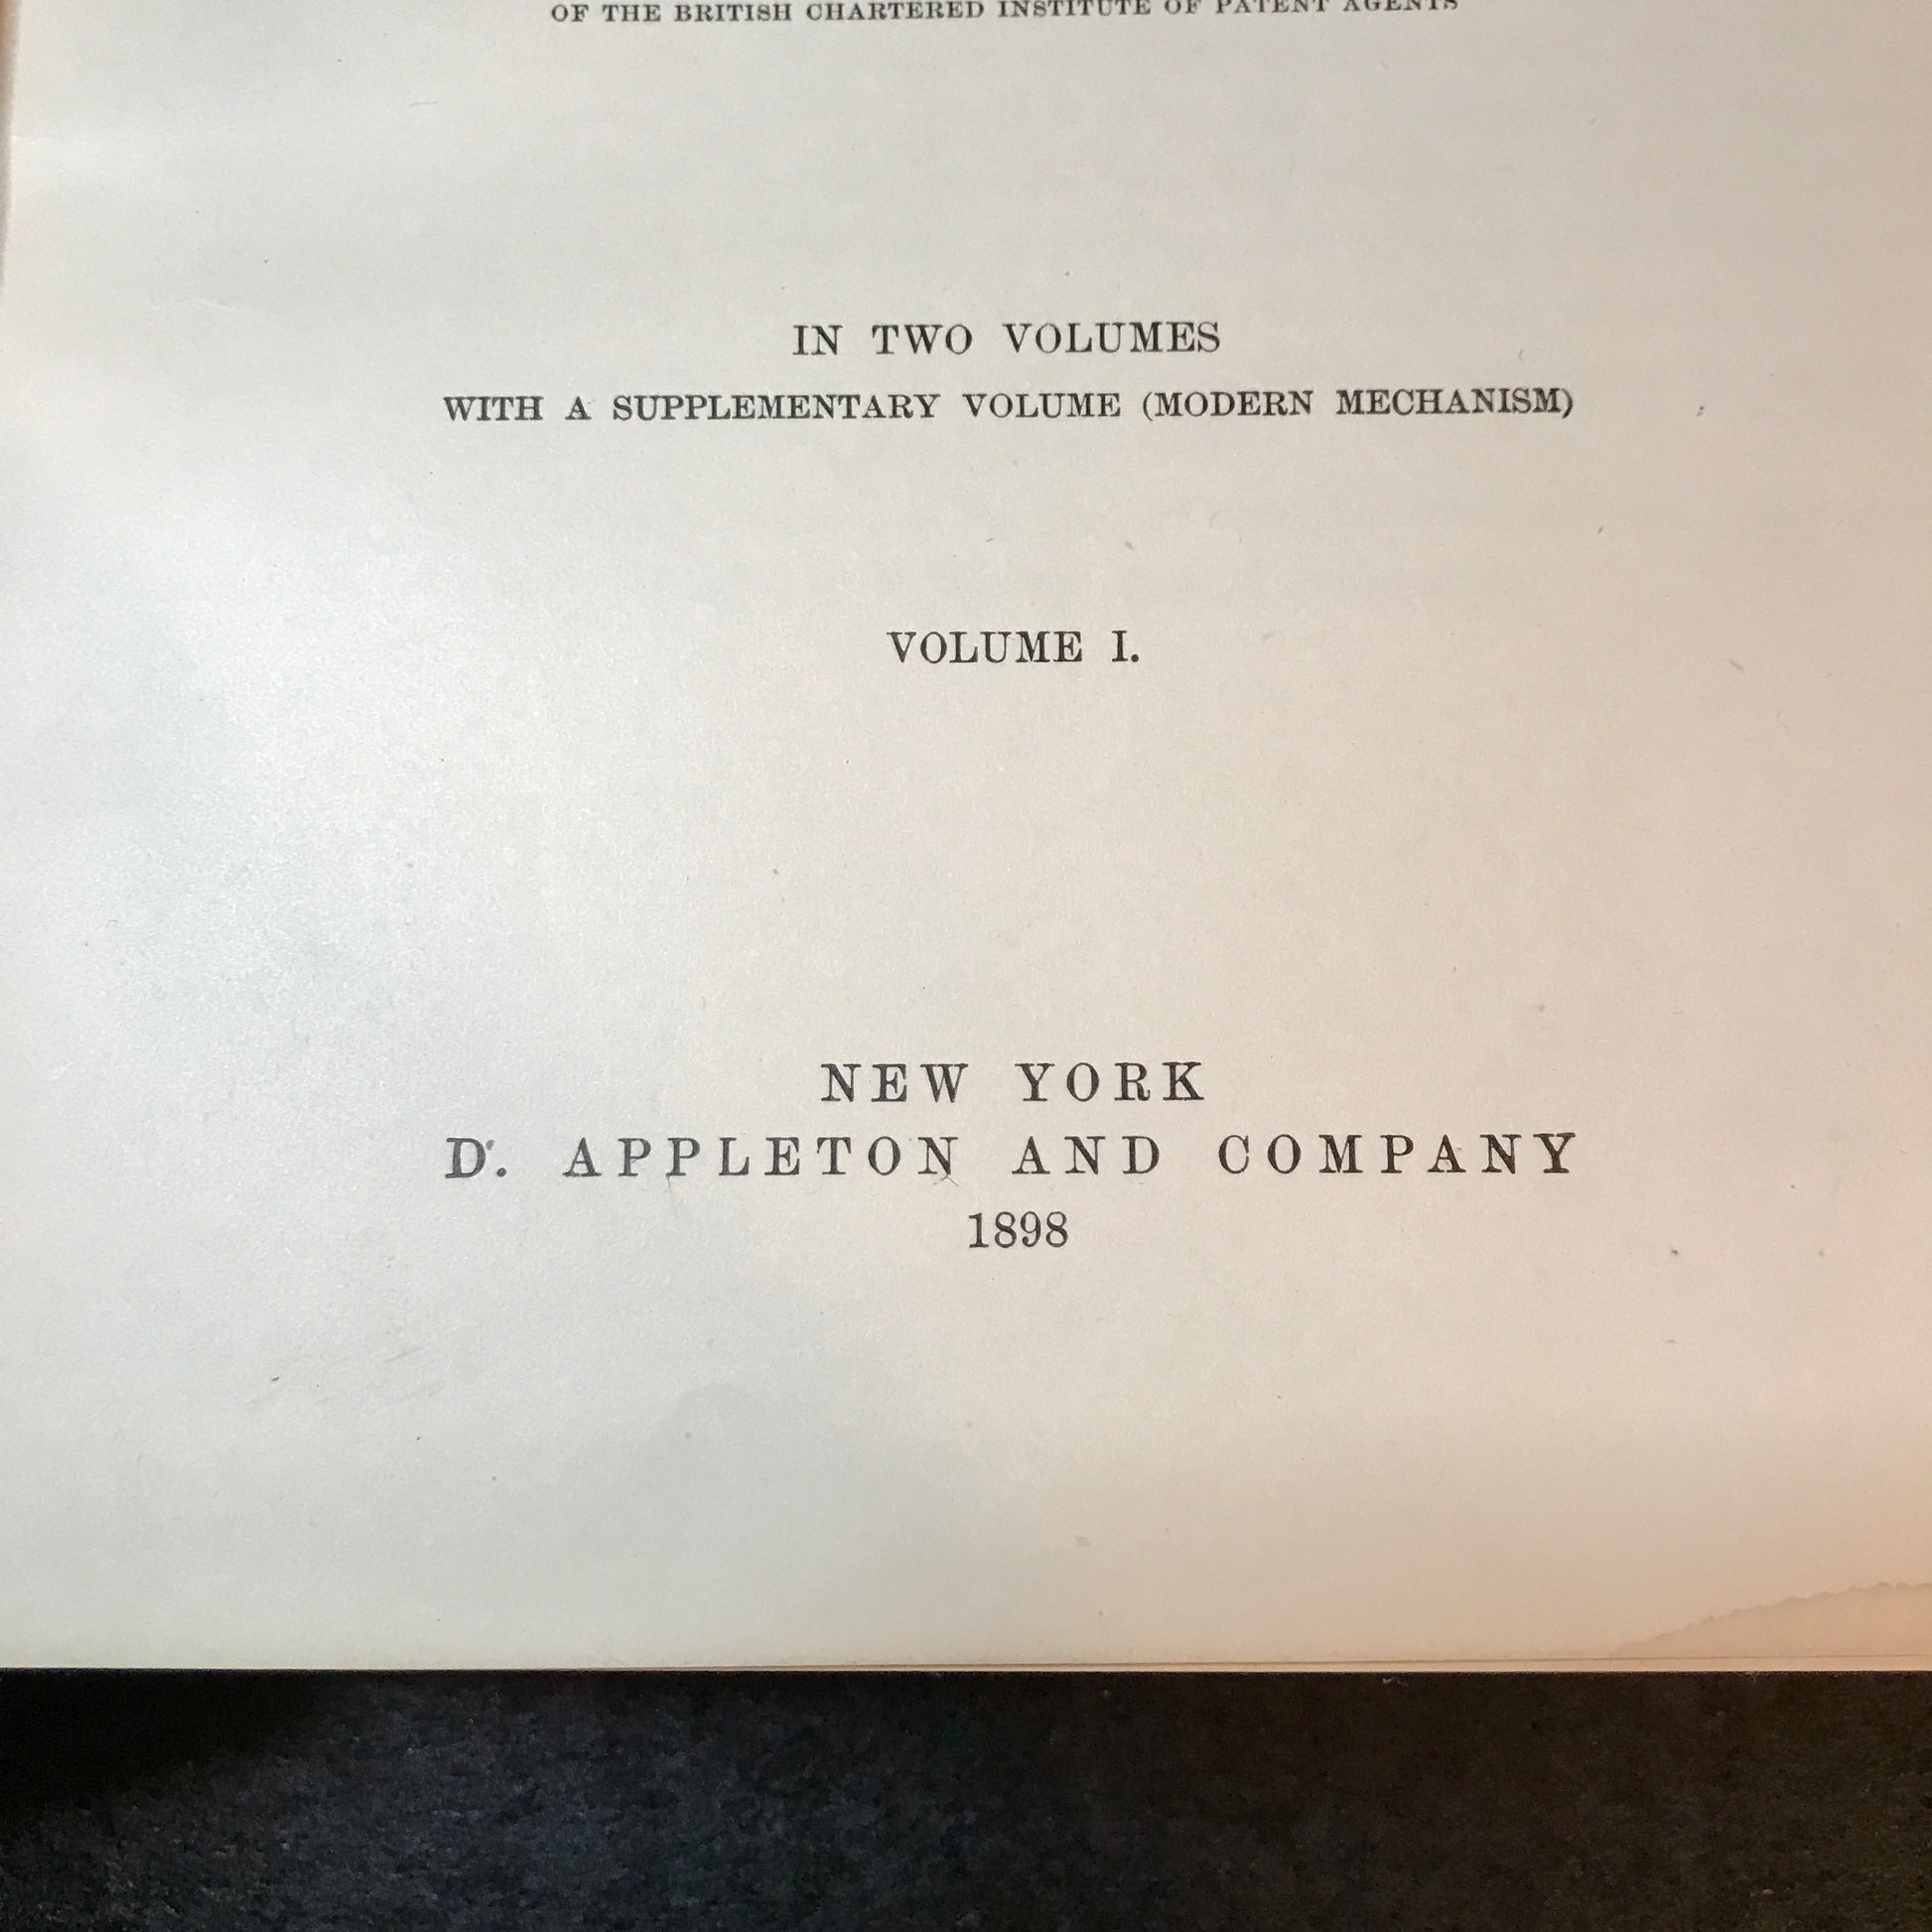 OF THE BRITISH CHARTERED INSTITUTE OF PATENT AGENTS
IN TWO VOLUMES
WITH A SUPPLEMENTARY VOLUME (MODERN MECHANISM)
VOLUME I.
NEW YORK
D. APPLETON AND COMPANY
1898